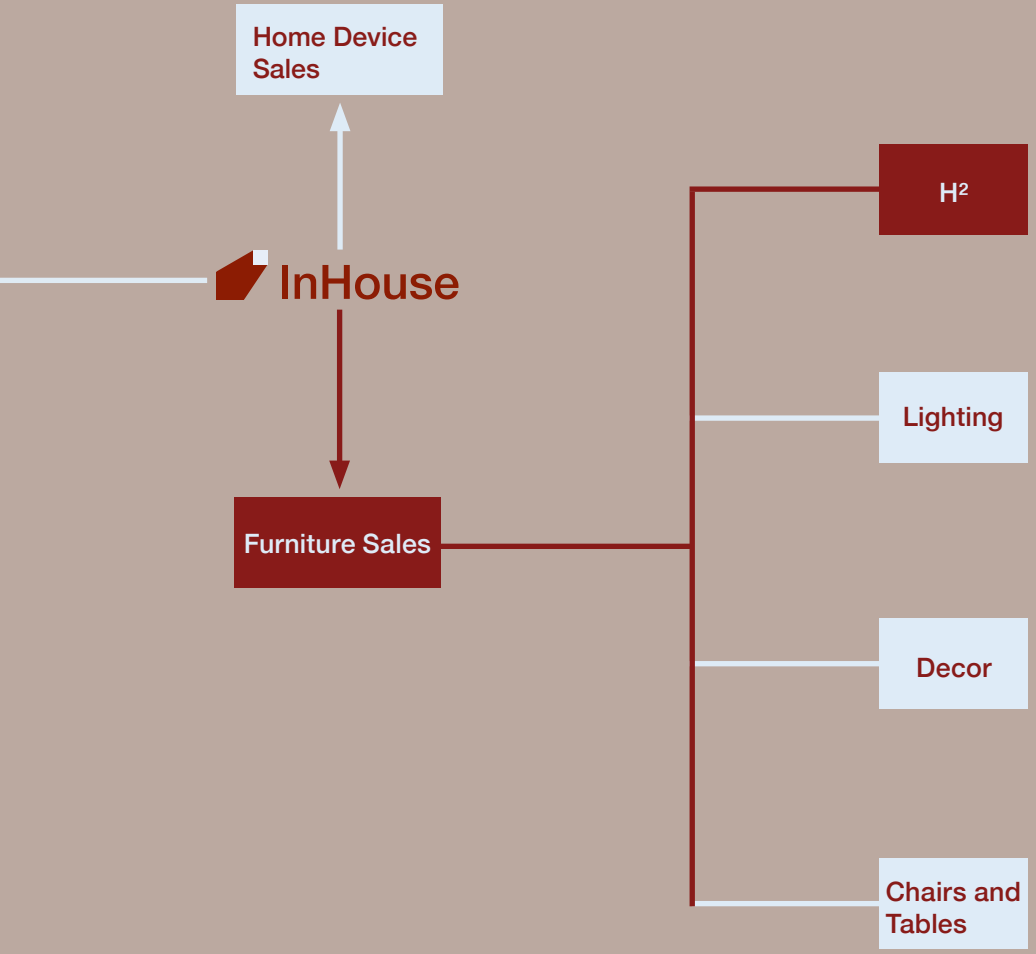 Home Device
Sales
H²
InHouse
Lighting
Furniture Sales
Decor
Chairs and
Tables